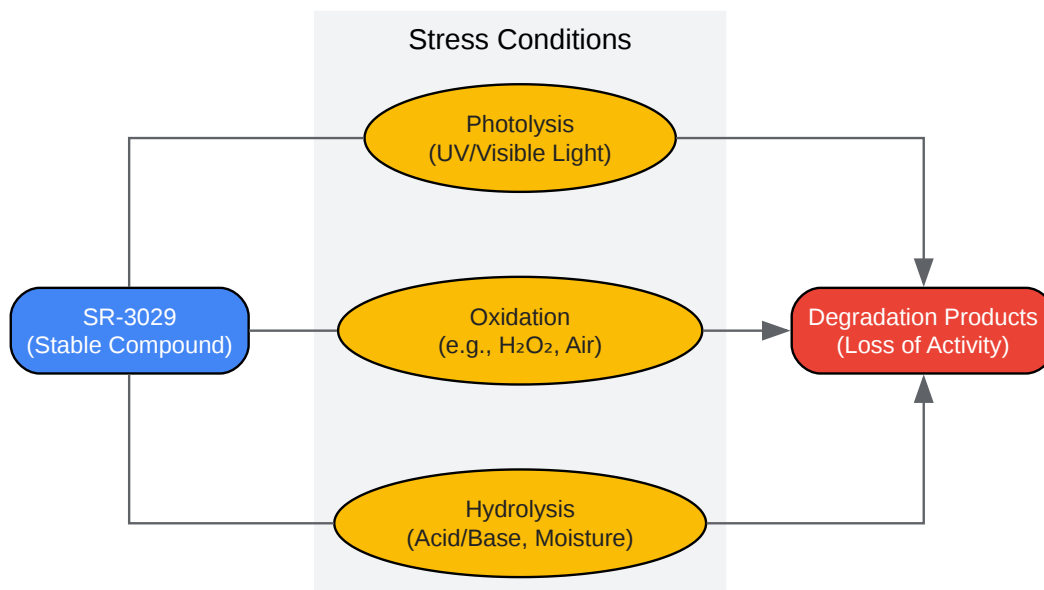 Stress Conditions
Photolysis
(UV/Visible Light)
SR-3029
(Stable Compound)
Oxidation
(e.g., H₂O₂, Air)
Degradation Products
(Loss of Activity)
Hydrolysis
(Acid/Base, Moisture)